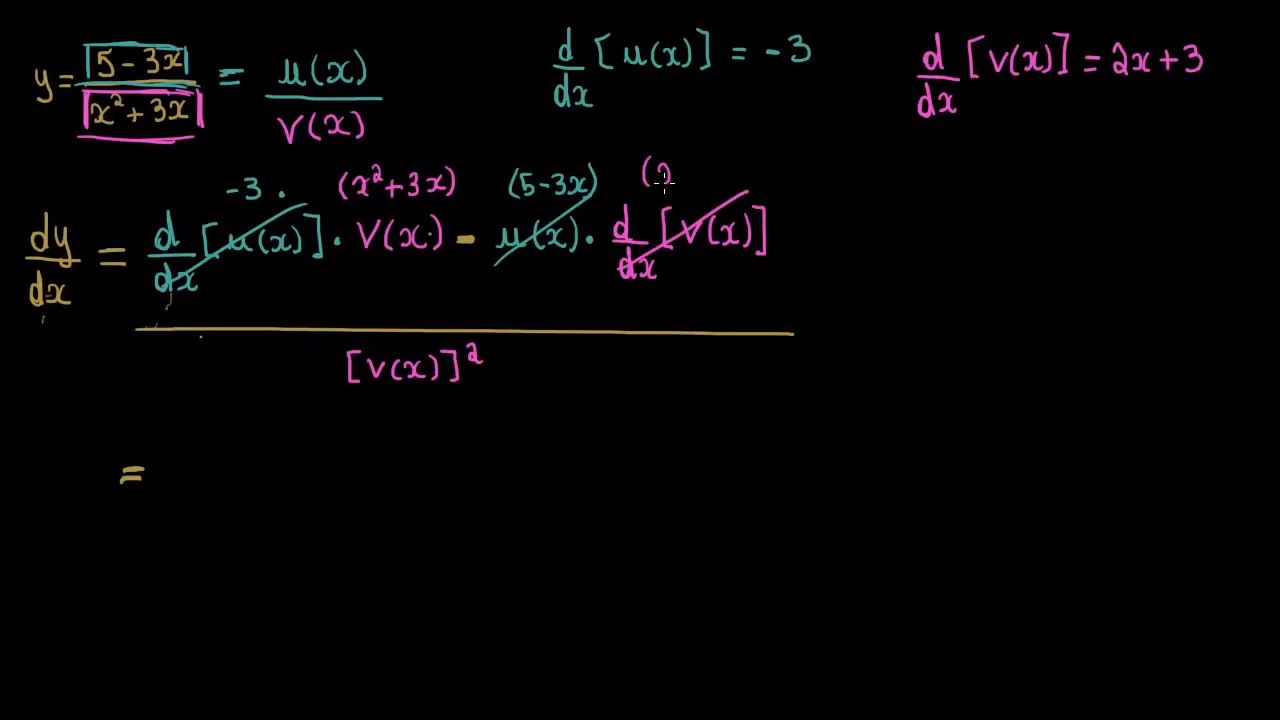 y = (5 - 3x)/(x² + 3x) = u(x)/v(x)
d/dx [u(x)] = -3
d/dx [v(x)] = 2x + 3
-3 · (x² + 3x) (5 - 3x) (2
dy/dx = d/dx [u(x)] · v(x) - u(x) · d/dx [v(x)]
[v(x)]²
=